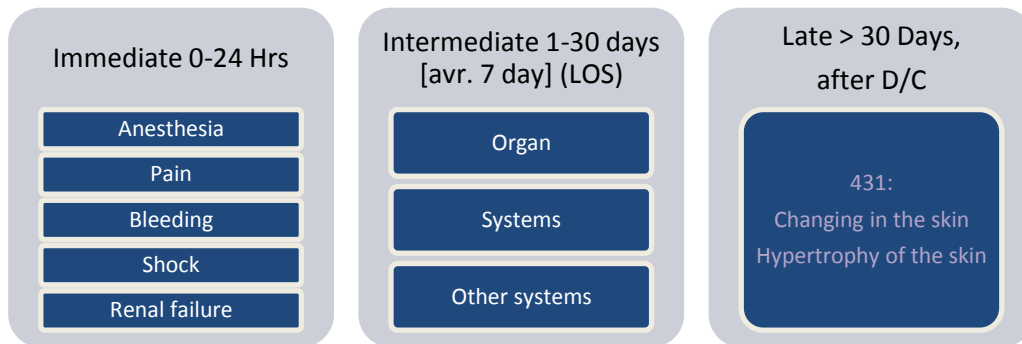 Immediate 0-24 Hrs
Anesthesia
Pain
Bleeding
Shock
Renal failure
Intermediate 1-30 days
[avr. 7 day] (LOS)
Organ
Systems
Other systems
Late > 30 Days,
after D/C
431:
Changing in the skin
Hypertrophy of the skin